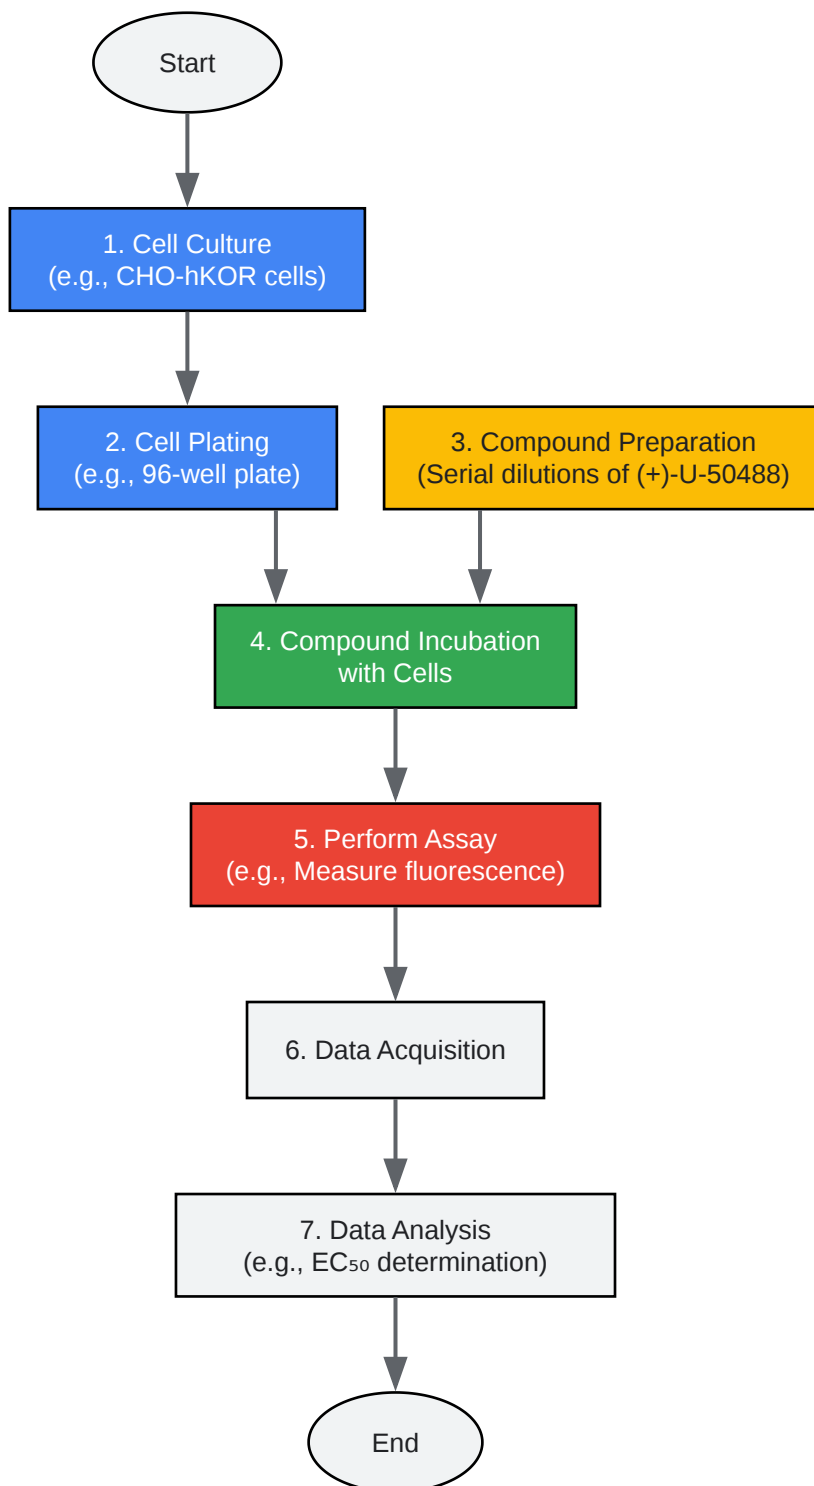 Start
1. Cell Culture
(e.g., CHO-hKOR cells)
2. Cell Plating
(e.g., 96-well plate)
3. Compound Preparation
(Serial dilutions of (+)-U-50488)
4. Compound Incubation
with Cells
5. Perform Assay
(e.g., Measure fluorescence)
6. Data Acquisition
7. Data Analysis
(e.g., EC₅₀ determination)
End